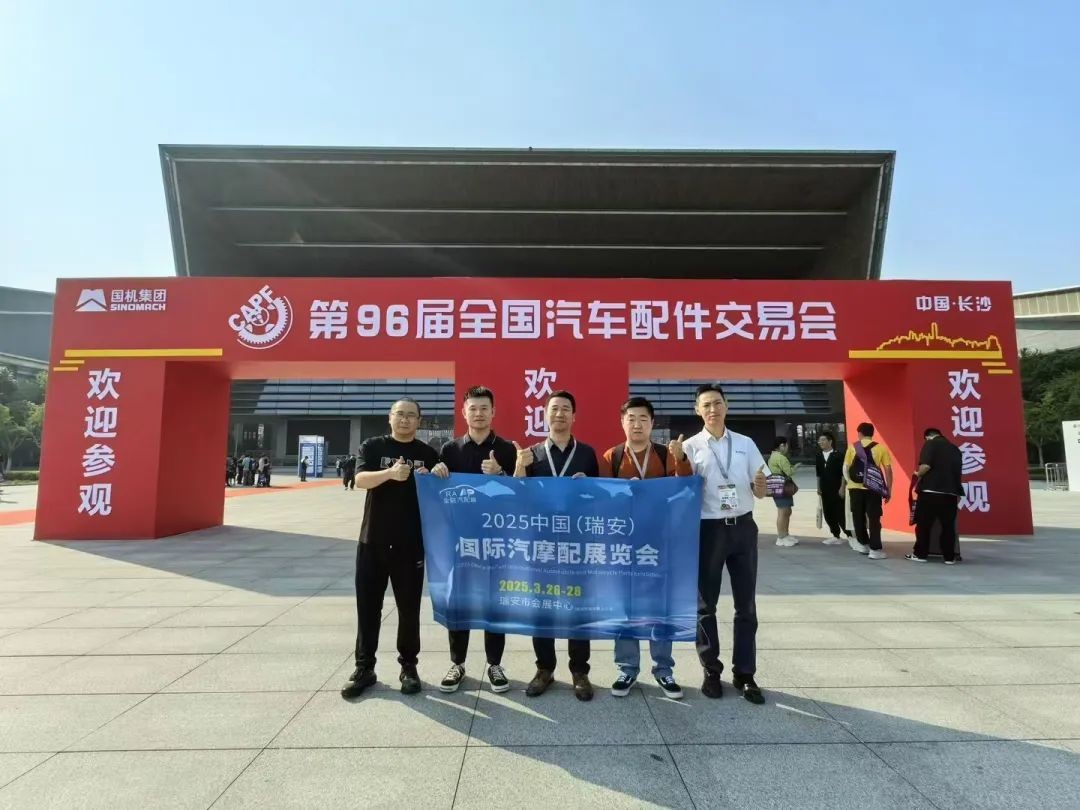 国机集团
SINOMACH
CAPF
第96届全国汽车配件交易会
中国·长沙
欢迎参观
欢迎
欢迎参观
RA AP
2025中国（瑞安）
国际汽摩配展览会
2025.3.26-28
瑞安市会展中心